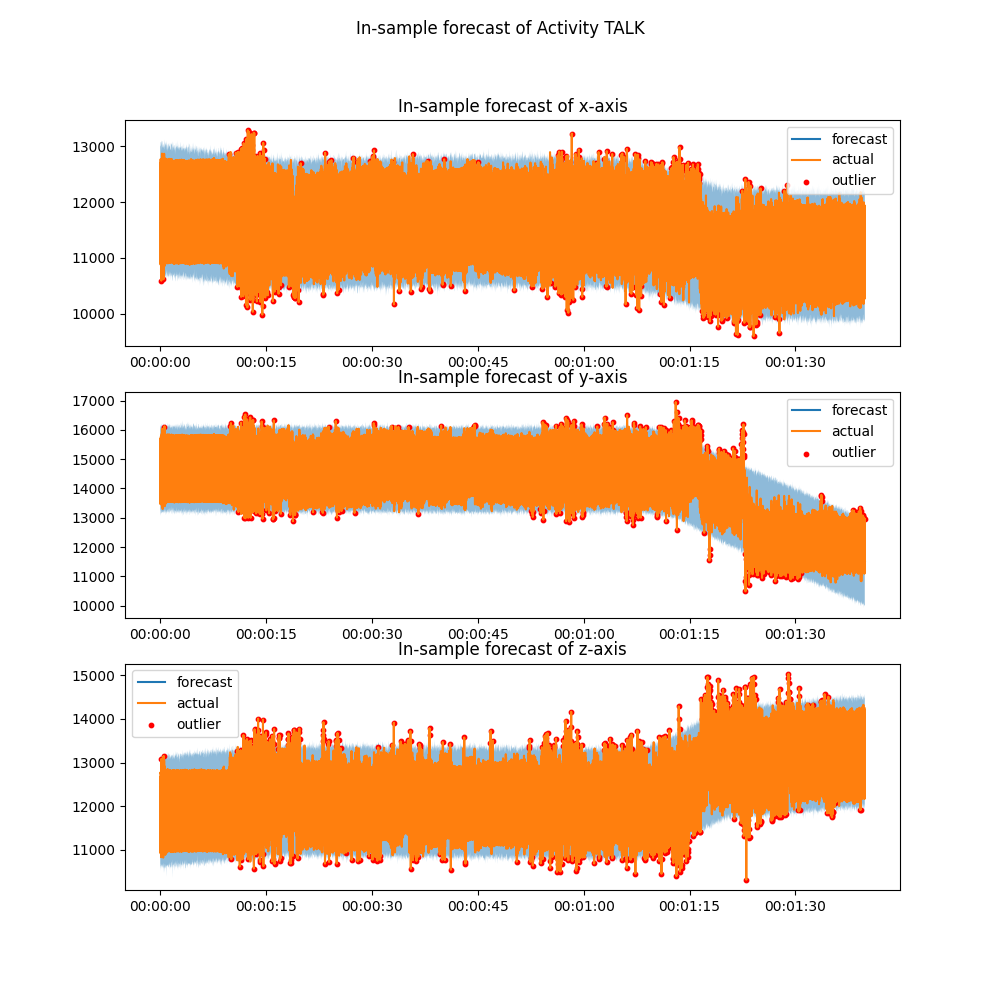 In-sample forecast of Activity TALK
In-sample forecast of x-axis
13000
12000
11000
10000
forecast
actual
outlier
00:00:00 00:00:15 00:00:30 00:00:45 00:01:00 00:01:15 00:01:30
In-sample forecast of y-axis
17000
16000
15000
14000
13000
12000
11000
10000
forecast
actual
outlier
00:00:00 00:00:15 00:00:30 00:00:45 00:01:00 00:01:15 00:01:30
In-sample forecast of z-axis
15000
14000
13000
12000
11000
forecast
actual
outlier
00:00:00 00:00:15 00:00:30 00:00:45 00:01:00 00:01:15 00:01:30